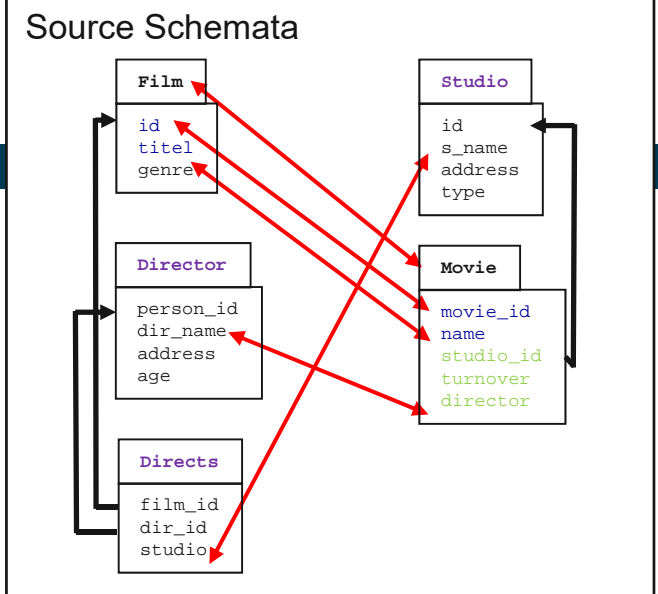 Source Schemata
Film
id
titel
genre
Director
person_id
dir_name
address
age
Directs
film_id
dir_id
studio
Studio
id
s_name
address
type
Movie
movie_id
name
studio_id
turnover
director